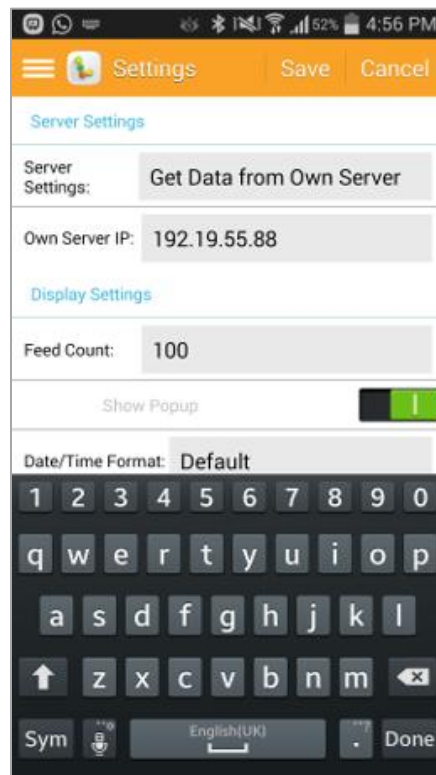 52% 4:56 PM
Settings Save Cancel
Server Settings
Server Settings: Get Data from Own Server
Own Server IP: 192.19.55.88
Display Settings
Feed Count: 100
Show Popup
Date/Time Format: Default
1 2 3 4 5 6 7 8 9 0
q w e r t y u i o p
a s d f g h j k l
z x c v b n m
Sym English(UK) . Done